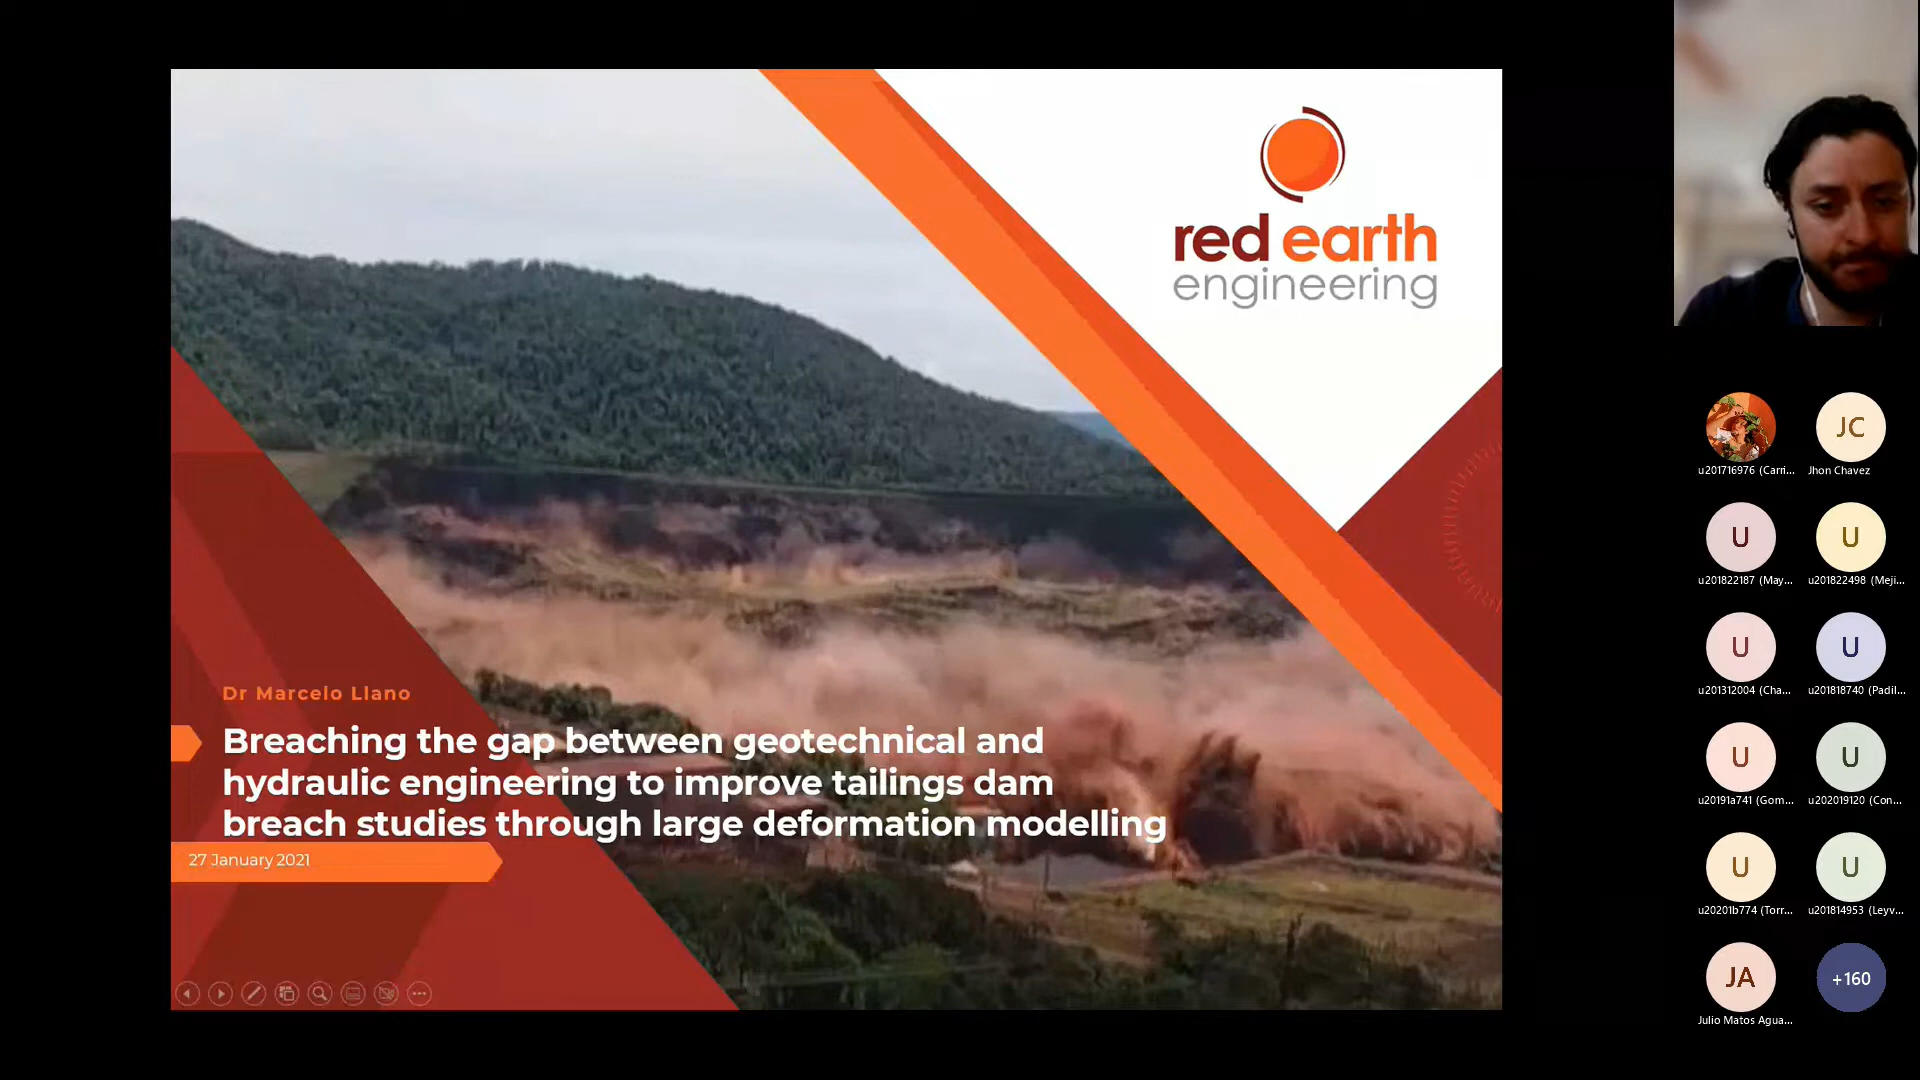 red earth
engineering
Dr Marcelo Llano
Breaching the gap between geotechnical and
hydraulic engineering to improve tailings dam
breach studies through large deformation modelling
27 January 2021
JC
u201716976 (Carri...
Jhon Chavez
U
U
u201822187 (May...
u201822498 (Meji...
U
U
u201312004 (Cha...
u201818740 (Padil...
U
U
u20191a741 (Gom...
u202019120 (Con...
U
U
u20201b774 (Torr...
u201814953 (Leyv...
JA
+160
Julio Matos Agua...